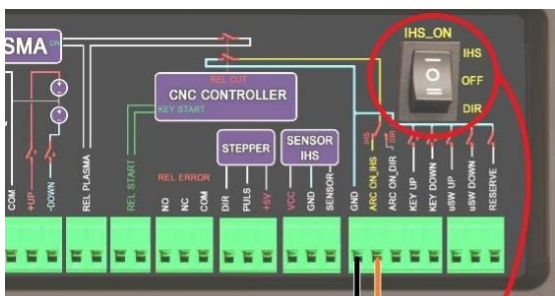 IHS_ON
IHS
OFF
DIR
SMA ON
REL CUT
CNC CONTROLLER
KEY START
STEPPER
SENSOR
IHS
REL ERROR
IHS
DIR
COM
+UP
-DOWN
REL PLASMA
REL START
NO
NC
COM
DIR
PULS
+5V
VCC
GND
SENSOR
GND
ARC ON_IHS
ARC ON_DIR
KEY UP
KEY DOWN
uSW UP
uSW DOWN
RESERVE